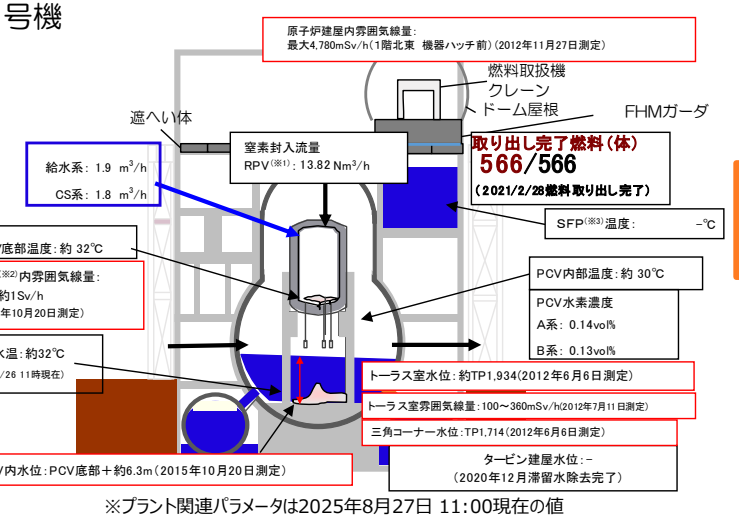 号機
原子炉建屋内雰囲気線量:
最大4,780mSv/h(1階北東 機器ハッチ前)(2012年11月27日測定)
燃料取扱機
クレーン
ドーム屋根
FHMガーダ
遮へい体
窒素封入流量
RPV(※1): 13.82 Nm3/h
取り出し完了燃料(体)
566/566
(2021/2/28燃料取り出し完了)
給水系: 1.9 m3/h
CS系: 1.8 m3/h
SFP(※3)温度: -℃
底部温度: 約 32℃
(※2)内雰囲気線量:
約1Sv/h
年10月20日測定)
PCV内部温度: 約 30℃
PCV水素濃度
A系: 0.14vol%
B系: 0.13vol%
水温: 約32℃
/26 11時現在)
トーラス室水位: 約TP1,934(2012年6月6日測定)
トーラス室雰囲気線量: 100～360mSv/h(2012年7月11日測定)
三角コーナー水位: TP1,714(2012年6月6日測定)
内水位: PCV底部+約6.3m(2015年10月20日測定)
タービン建屋水位: -
(2020年12月滞留水除去完了)
※プラント関連パラメータは2025年8月27日 11:00現在の値